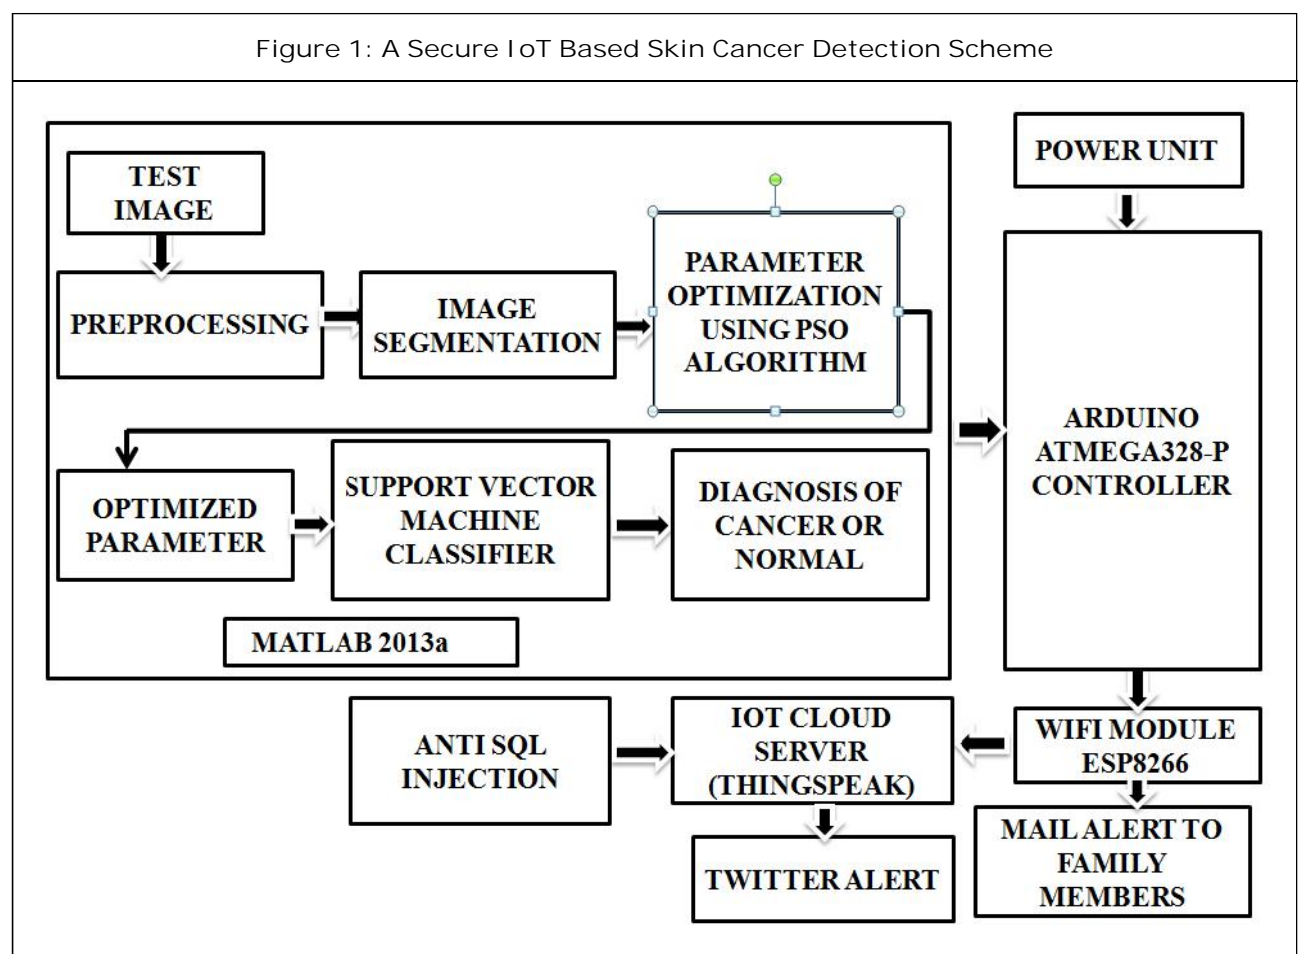 Figure 1: A Secure IoT Based Skin Cancer Detection Scheme
TEST
IMAGE
POWER UNIT
PREPROCESSING
IMAGE
SEGMENTATION
PARAMETER
OPTIMIZATION
USING PSO
ALGORITHM
ARDUINO
ATMEGA328-P
CONTROLLER
OPTIMIZED
PARAMETER
SUPPORT VECTOR
MACHINE
CLASSIFIER
DIAGNOSIS OF
CANCER OR
NORMAL
MATLAB 2013a
ANTI SQL
INJECTION
IOT CLOUD
SERVER
(THINGSPEAK)
WIFI MODULE
ESP8266
TWITTER ALERT
MAIL ALERT TO
FAMILY
MEMBERS